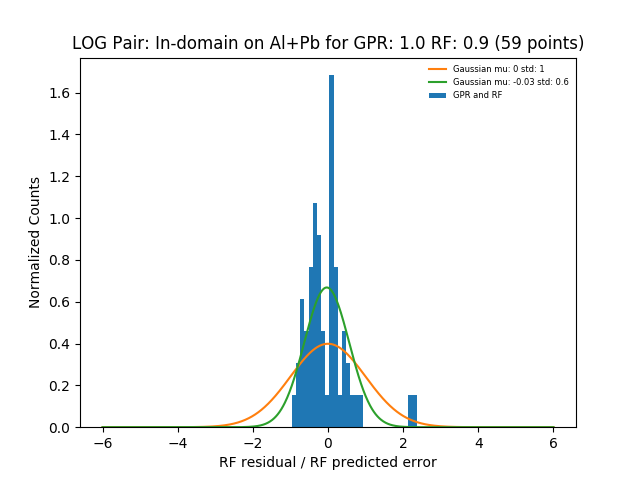 LOG Pair: In-domain on Al+Pb for GPR: 1.0 RF: 0.9 (59 points)
Gaussian mu: 0 std: 1
Gaussian mu: -0.03 std: 0.6
GPR and RF
Normalized Counts
1.6
1.4
1.2
1.0
0.8
0.6
0.4
0.2
0.0
−6 −4 −2 0 2 4 6
RF residual / RF predicted error